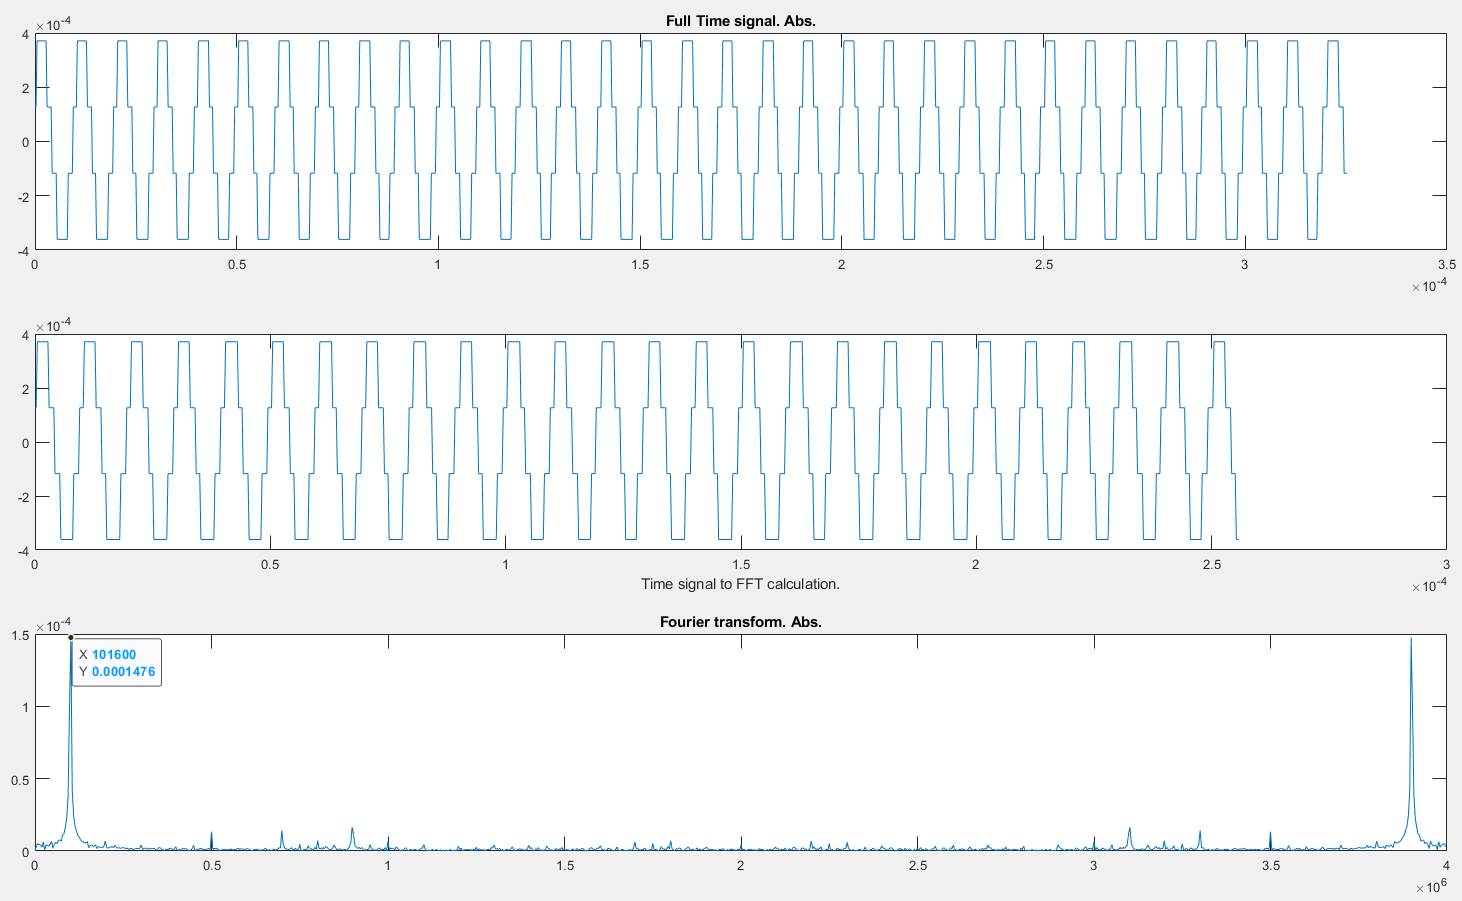 Full Time signal. Abs.
×10-4
4
2
0
-2
-4
0 0.5 1 1.5 2 2.5 3 3.5
×10-4
×10-4
4
2
0
-2
-4
0 0.5 1 1.5 2 2.5 3
×10-4
Time signal to FFT calculation.
Fourier transform. Abs.
×10-4
1.5
X 101600
Y 0.0001476
1
0.5
0
0 0.5 1 1.5 2 2.5 3 3.5 4
×106